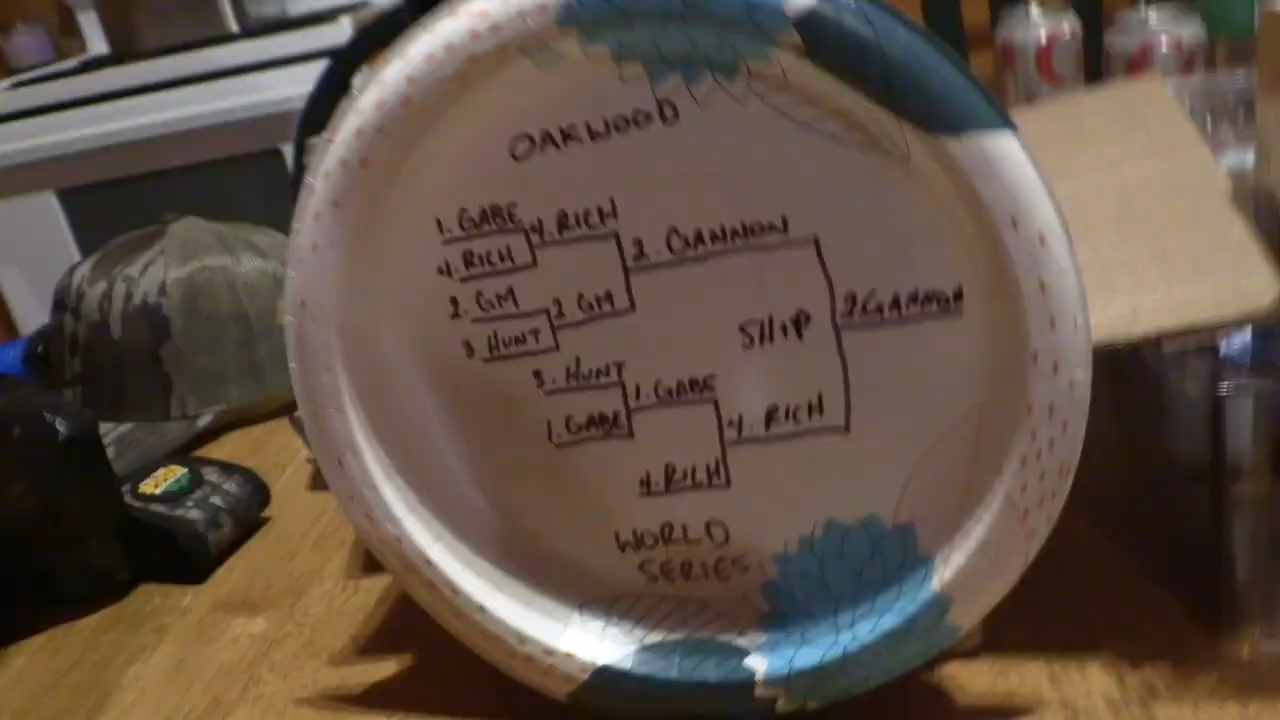 OAKWOOD
1. GABE
4. RICH
4. RICH
2. GM
3 HUNT
2 GM
2. GANNON
3. HUNT
1. GABE
1. GABE
4. RICH
4. RICH
SHIP
2 GANNON
WORLD
SERIES